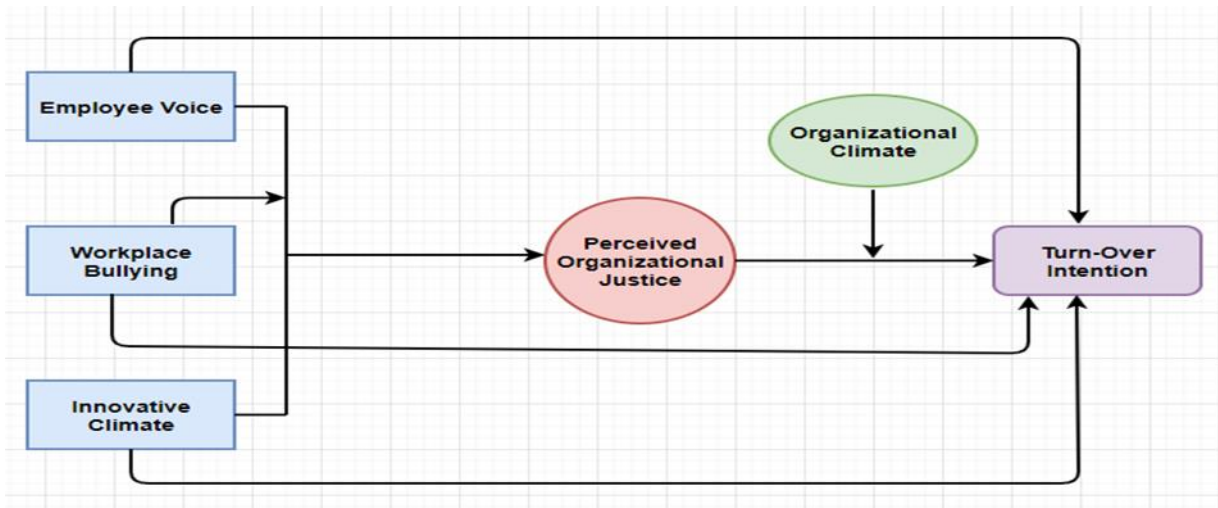 Employee Voice
Organizational
Climate
Workplace
Bullying
Perceived
Organizational
Justice
Turn-Over
Intention
Innovative
Climate